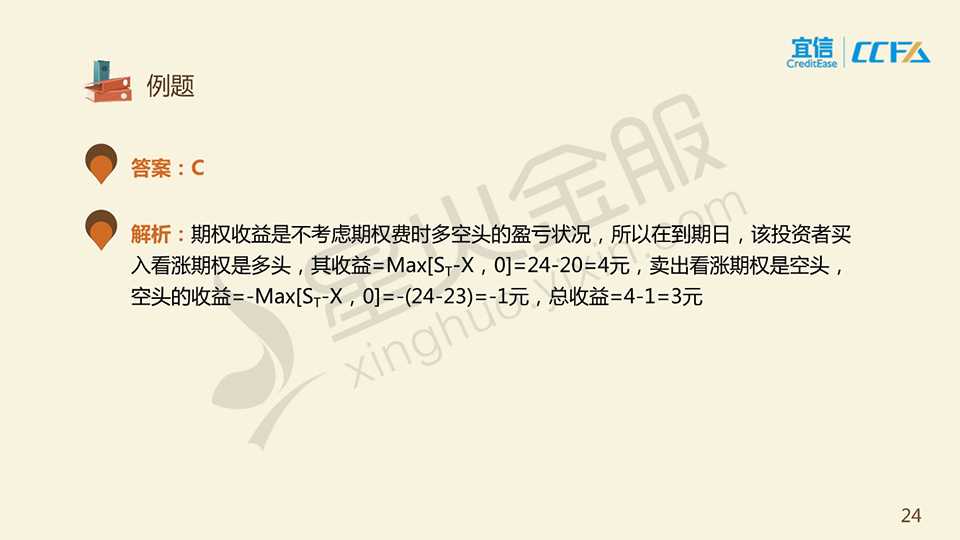 宜信
CreditEase
CCFA
例题
答案：C
解析：期权收益是不考虑期权费时多空头的盈亏状况，所以在到期日，该投资者买
入看涨期权是多头，其收益=Max[ST-X，0]=24-20=4元，卖出看涨期权是空头，
空头的收益=-Max[ST-X，0]=-(24-23)=-1元，总收益=4-1=3元
星火金服
xinghuoyixin.com
24